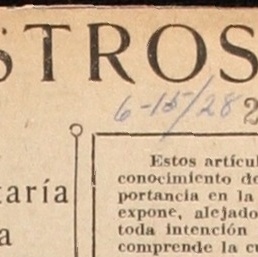 STROS
6-15/28 2
taría
a
Estos artícul
conocimiento de
portancia en la
expone, alejado
toda intención
comprende la cu